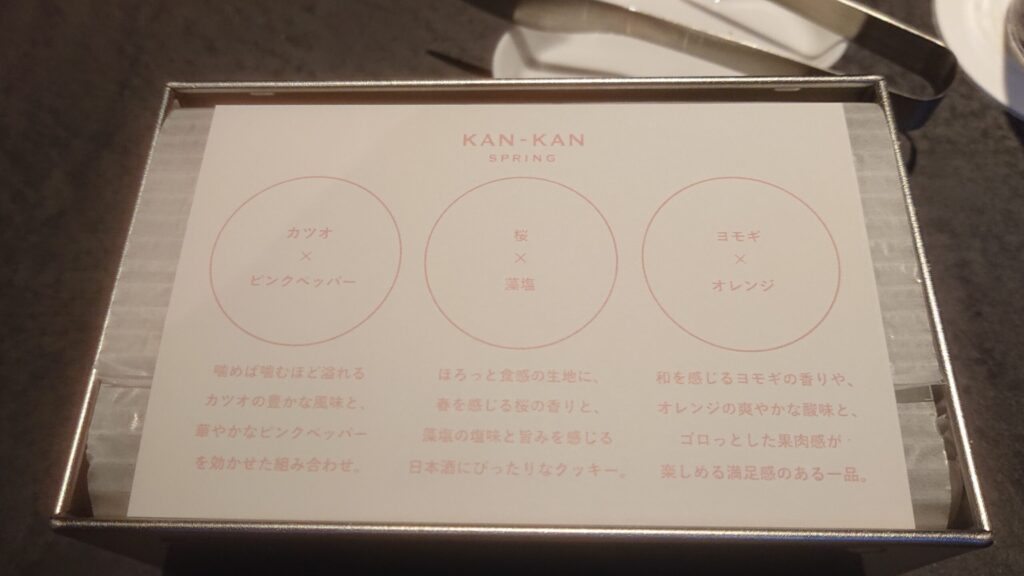 KAN-KAN
SPRING
カツオ
×
ピンクペッパー
噛めば噛むほど溢れる
カツオの豊かな風味と、
華やかなピンクペッパー
を効かせた組み合わせ。
桜
×
藻塩
ほろっと食感の生地に、
春を感じる桜の香りと、
藻塩の塩味と旨みを感じる
日本酒にぴったりなクッキー。
ヨモギ
×
オレンジ
和を感じるヨモギの香りや、
オレンジの爽やかな酸味と、
ゴロっとした果肉感が
楽しめる満足感のある一品。